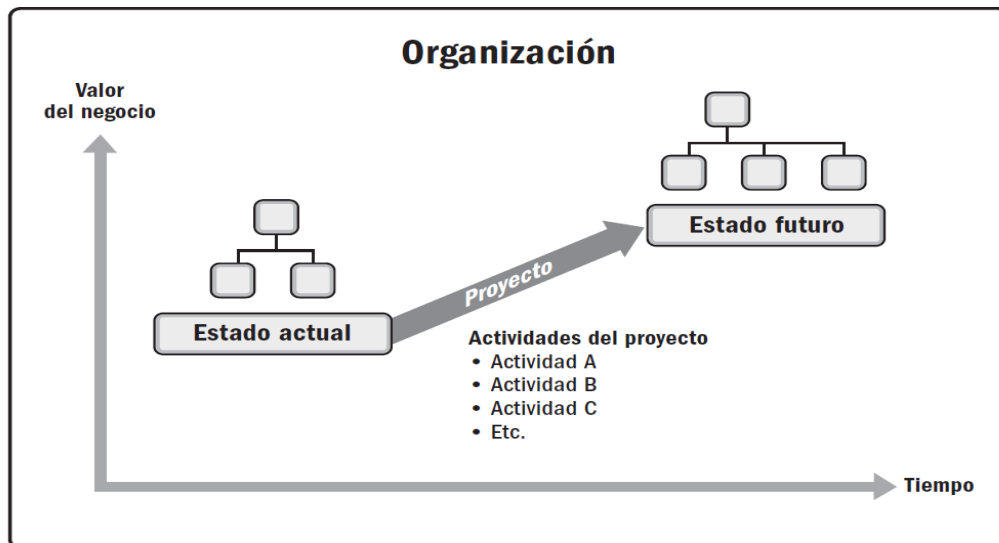 Organización
Valor
del negocio
Estado futuro
Proyecto
Estado actual
Actividades del proyecto
• Actividad A
• Actividad B
• Actividad C
• Etc.
Tiempo